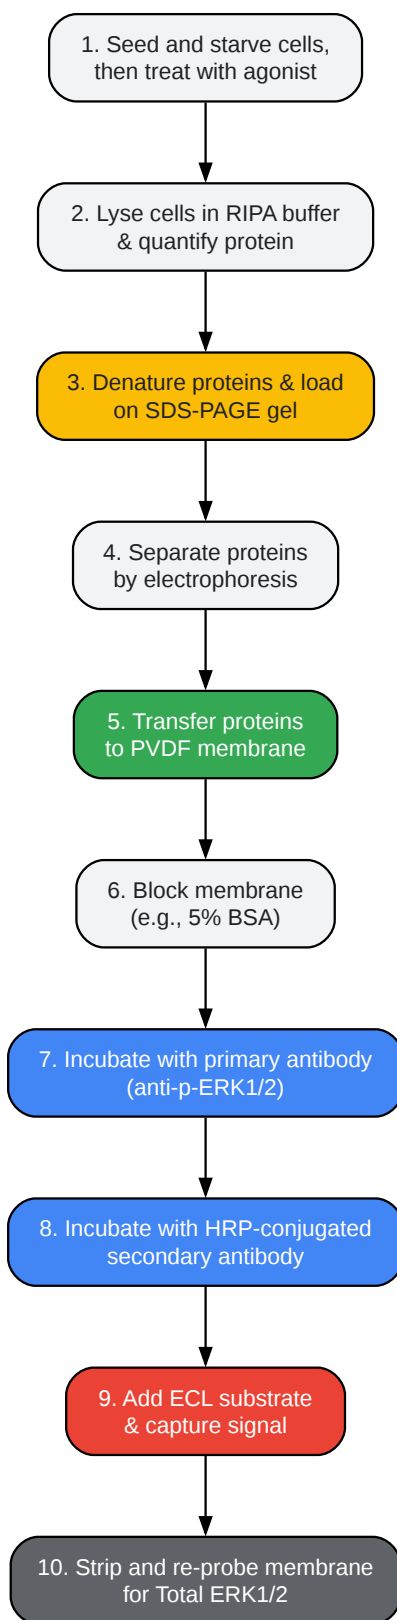 1. Seed and starve cells,
then treat with agonist
2. Lyse cells in RIPA buffer
& quantify protein
3. Denature proteins & load
on SDS-PAGE gel
4. Separate proteins
by electrophoresis
5. Transfer proteins
to PVDF membrane
6. Block membrane
(e.g., 5% BSA)
7. Incubate with primary antibody
(anti-p-ERK1/2)
8. Incubate with HRP-conjugated
secondary antibody
9. Add ECL substrate
& capture signal
10. Strip and re-probe membrane
for Total ERK1/2